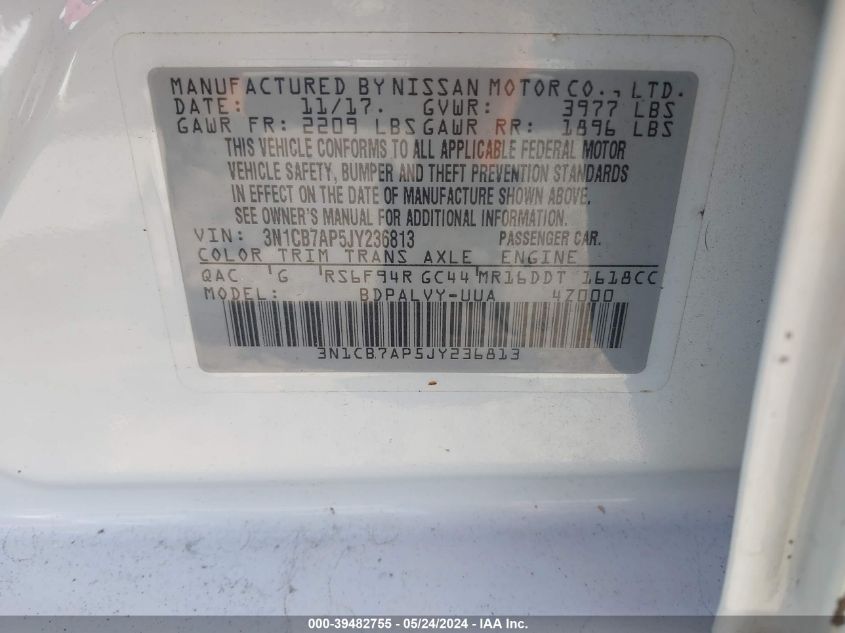 MANUFACTURED BY NISSAN MOTOR CO., LTD.
DATE: 11/17. GVWR: 3977 LBS
GAWR FR: 2209 LBS GAWR RR: 1896 LBS
THIS VEHICLE CONFORMS TO ALL APPLICABLE FEDERAL MOTOR
VEHICLE SAFETY, BUMPER AND THEFT PREVENTION STANDARDS
IN EFFECT ON THE DATE OF MANUFACTURE SHOWN ABOVE.
SEE OWNER'S MANUAL FOR ADDITIONAL INFORMATION.
VIN: 3N1CB7AP5JY236813 PASSENGER CAR.
COLOR TRIM TRANS AXLE ENGINE
QAC G RS6F94R GC44 MR16DDT 1618CC
MODEL: BDPALVY-UUA 47000
3N1CB7AP5JY236813
000-39482755 - 05/24/2024 - IAAI.com